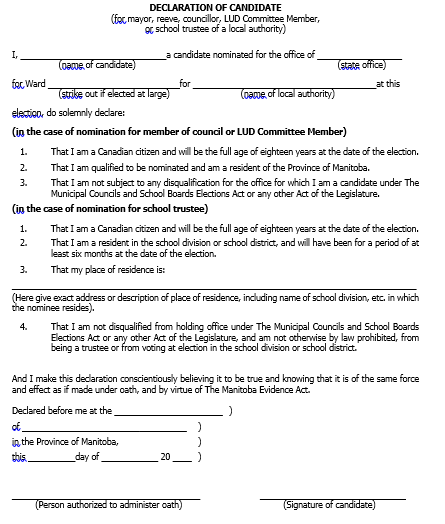 DECLARATION OF CANDIDATE
(for mayor, reeve, councillor, LUD Committee Member,
or school trustee of a local authority)
I, ____________________________ a candidate nominated for the office of ________________
(name of candidate) (state office)
for Ward ________________________ for ____________________________________ at this
(strike out if elected at large) (name of local authority)
election, do solemnly declare:
(in the case of nomination for member of council or LUD Committee Member)
1. That I am a Canadian citizen and will be the full age of eighteen years at the date of the election.
2. That I am qualified to be nominated and am a resident of the Province of Manitoba.
3. That I am not subject to any disqualification for the office for which I am a candidate under The
Municipal Councils and School Boards Elections Act or any other Act of the Legislature.
(in the case of nomination for school trustee)
1. That I am a Canadian citizen and will be the full age of eighteen years at the date of the election.
2. That I am a resident in the school division or school district, and will have been for a period of at
least six months at the date of the election.
3. That my place of residence is:
(Here give exact address or description of place of residence, including name of school division, etc. in which
the nominee resides).
4. That I am not disqualified from holding office under The Municipal Councils and School Boards
Elections Act or any other Act of the Legislature, and am not otherwise by law prohibited, from
being a trustee or from voting at election in the school division or school district.
And I make this declaration conscientiously believing it to be true and knowing that it is of the same force
and effect as if made under oath, and by virtue of The Manitoba Evidence Act.
Declared before me at the ____________________ )
of ______________________________ )
in the Province of Manitoba, )
this _________ day of __________ 20 ____ )
(Person authorized to administer oath) (Signature of candidate)